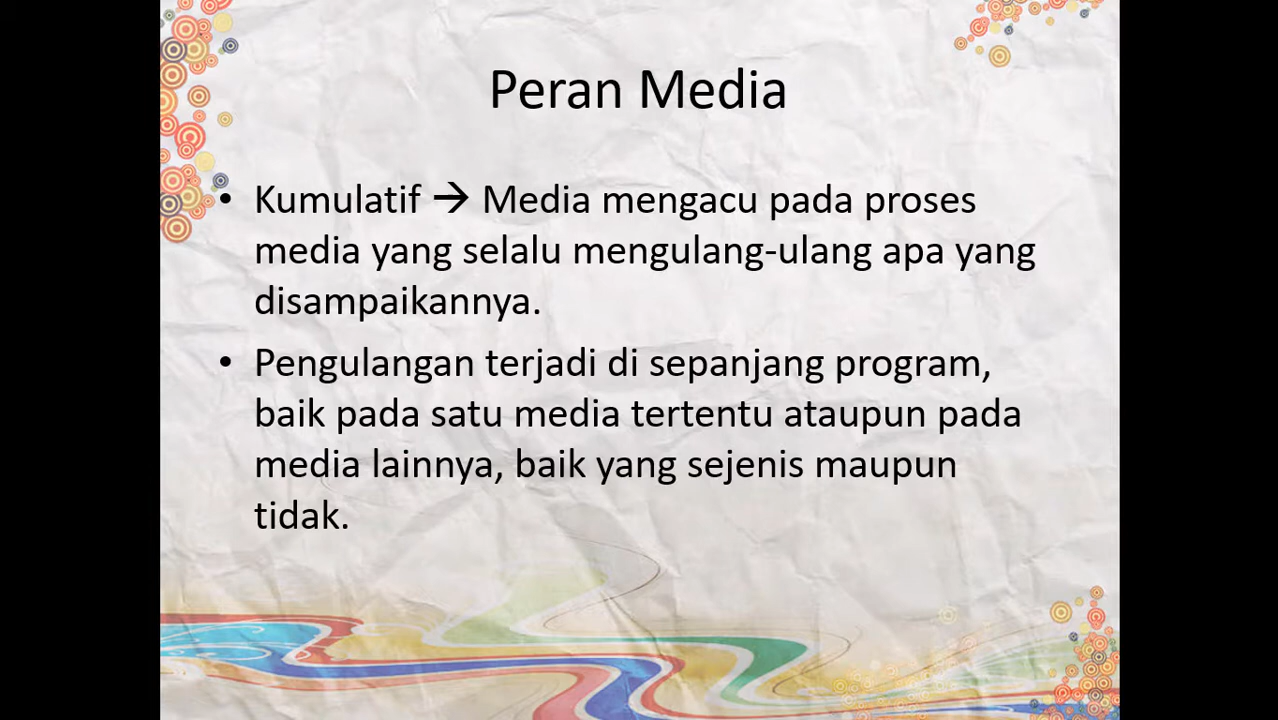 Peran Media
• Kumulatif → Media mengacu pada proses
media yang selalu mengulang-ulang apa yang
disampaikannya.
• Pengulangan terjadi di sepanjang program,
baik pada satu media tertentu ataupun pada
media lainnya, baik yang sejenis maupun
tidak.